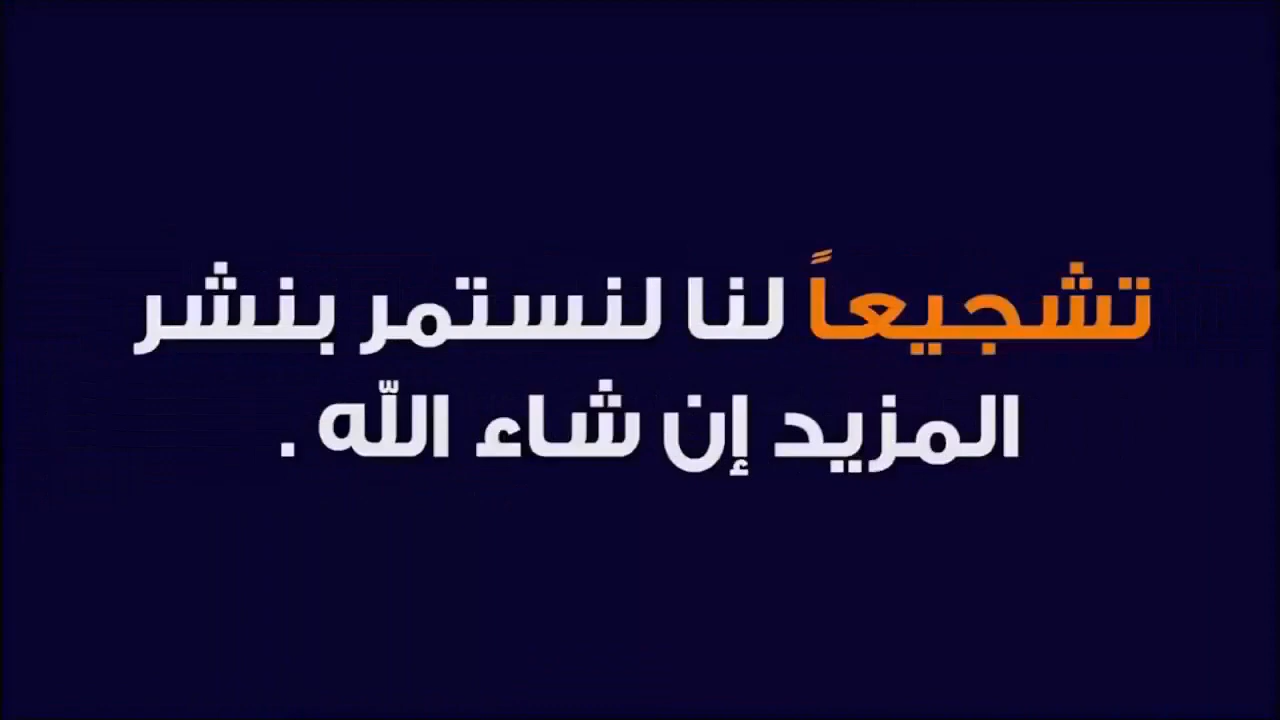 تشجيعاً لنا لنستمر بنشر
المزيد إن شاء اللّه .